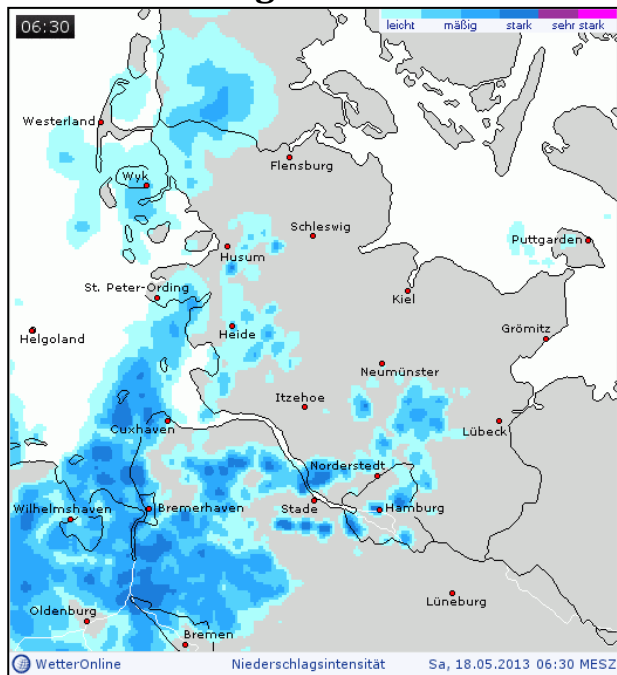 06:30
leicht mäßig stark sehr stark
Westerland
Flensburg
Wyk
Schleswig
Puttgarden
Husum
St. Peter-Ording
Kiel
Helgoland
Heide
Grömitz
Neumünster
Itzehoe
Cuxhaven
Lübeck
Norderstedt
Wilhelmshaven
Bremerhaven
Stade
Hamburg
Lüneburg
Oldenburg
Bremen
WetterOnline Niederschlagsintensität Sa, 18.05.2013 06:30 MESZ